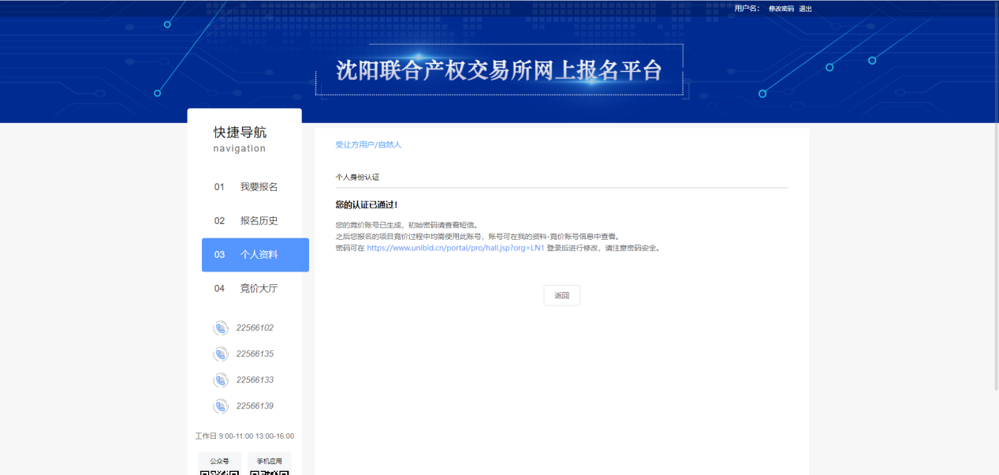 用户名： 修改密码 退出
沈阳联合产权交易所网上报名平台
快捷导航
navigation
01 我要报名
02 报名历史
03 个人资料
04 竞价大厅
22566102
22566135
22566133
22566139
工作日 9:00-11:00 13:00-16:00
公众号 手机应用
受让方用户/自然人
个人身份认证
您的认证已通过！
您的竞价账号已生成，初始密码请查看短信。
之后您报名的项目竞价过程中均需使用此账号，账号可在我的资料-竞价账号信息中查看。
密码可在 https://www.unibid.cn/portal/pro/hall.jsp?org=LN1 登录后进行修改，请注意密码安全。
返回